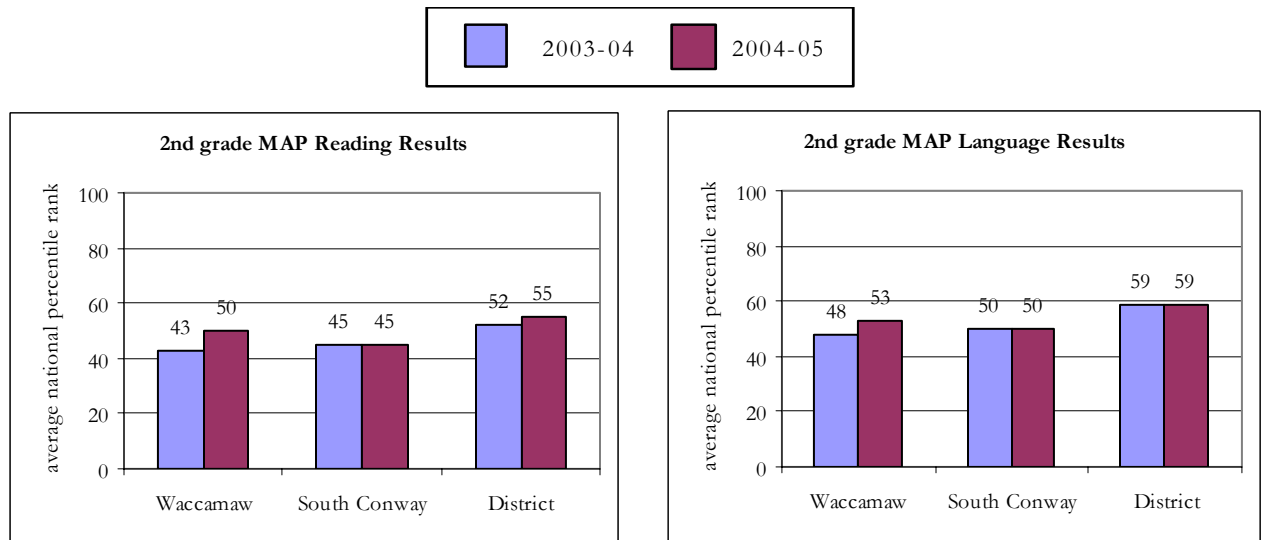 2003-04 2004-05
2nd grade MAP Reading Results
average national percentile rank
100
80
60
40
20
0
43 50 45 45 52 55
Waccamaw South Conway District
2nd grade MAP Language Results
average national percentile rank
100
80
60
40
20
0
48 53 50 50 59 59
Waccamaw South Conway District